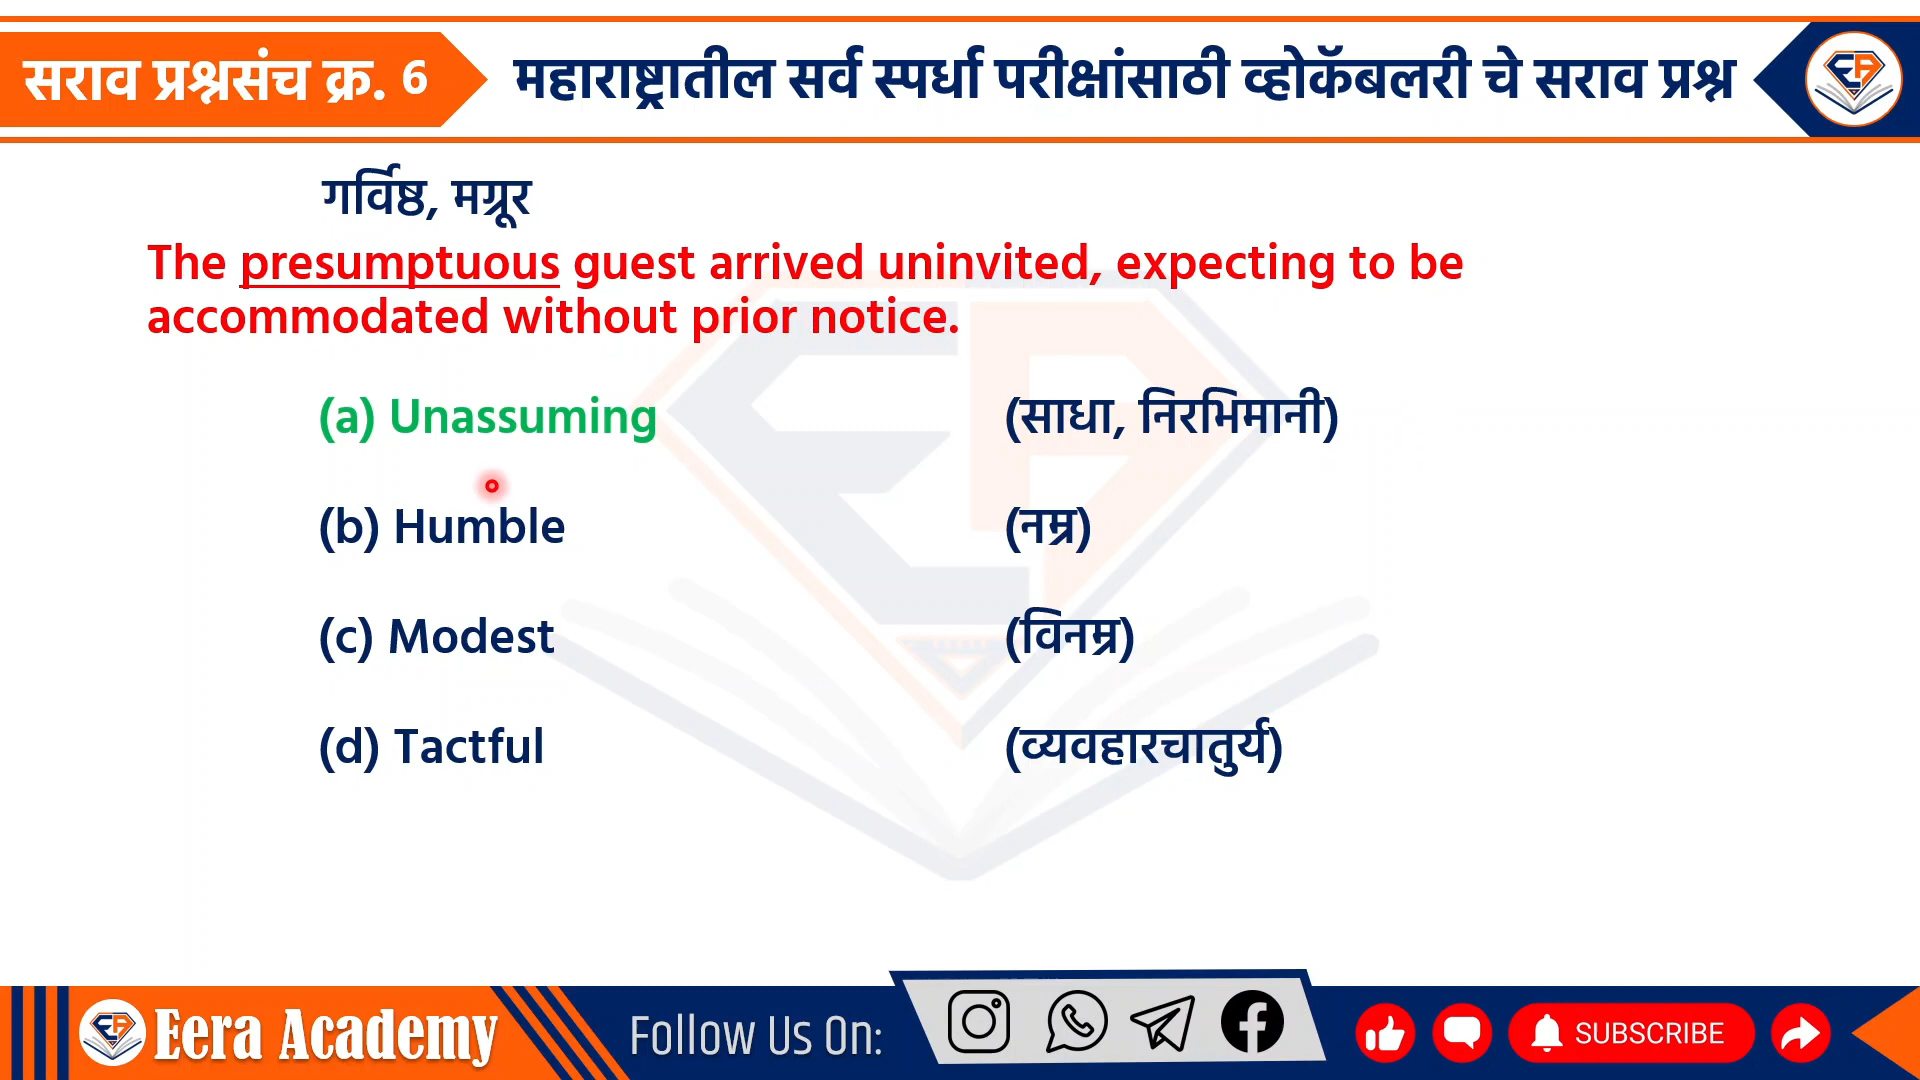 सराव प्रश्नसंच क्र. 6
महाराष्ट्रातील सर्व स्पर्धा परीक्षांसाठी व्होकॅबलरी चे सराव प्रश्न
गर्विष्ठ, मग्रूर
The presumptuous guest arrived uninvited, expecting to be
accommodated without prior notice.
(a) Unassuming (साधा, निरभिमानी)
(b) Humble (नम्र)
(c) Modest (विनम्र)
(d) Tactful (व्यवहारचातुर्य)
Eera Academy
Follow Us On:
SUBSCRIBE